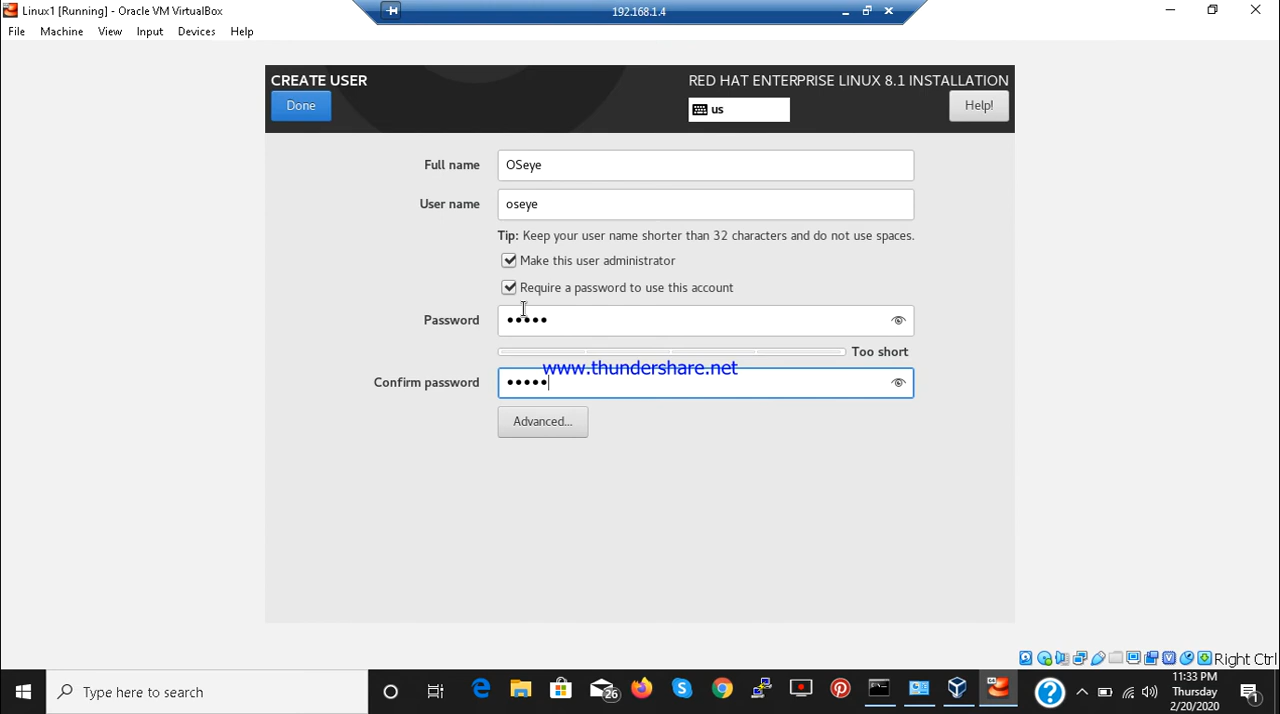 Linux1 [Running] - Oracle VM VirtualBox
192.168.1.4
File Machine View Input Devices Help
CREATE USER
RED HAT ENTERPRISE LINUX 8.1 INSTALLATION
Done
us
Help!
Full name
OSeye
User name
oseye
Tip: Keep your user name shorter than 32 characters and do not use spaces.
Make this user administrator
Require a password to use this account
Password
•••••
Too short
www.thundershare.net
Confirm password
•••••
Advanced...
Right Ctrl
Type here to search
26
11:33 PM
Thursday
2/20/2020
1